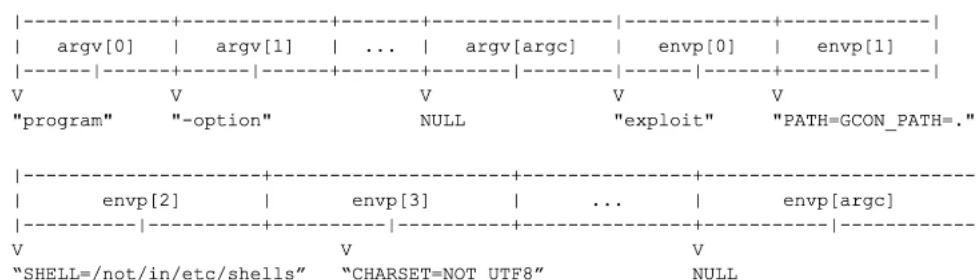 |-------------+-------------+-------+---------------|-------------+-------------|
|   argv[0]   |   argv[1]   |  ...  |   argv[argc]  |   envp[0]   |   envp[1]   |
|------|------+------|------+-------+-------|--------|------|------+-------------|
V V V V V
"program" "-option" NULL "exploit" "PATH=GCON_PATH=."
|--------------------+--------------------+---------------+-----------------------
|       envp[2]      |       envp[3]      |      ...      |       envp[argc]
|----------|----------+----------|----------+---------------+-----------|------------
V V V
“SHELL=/not/in/etc/shells” “CHARSET=NOT_UTF8” NULL